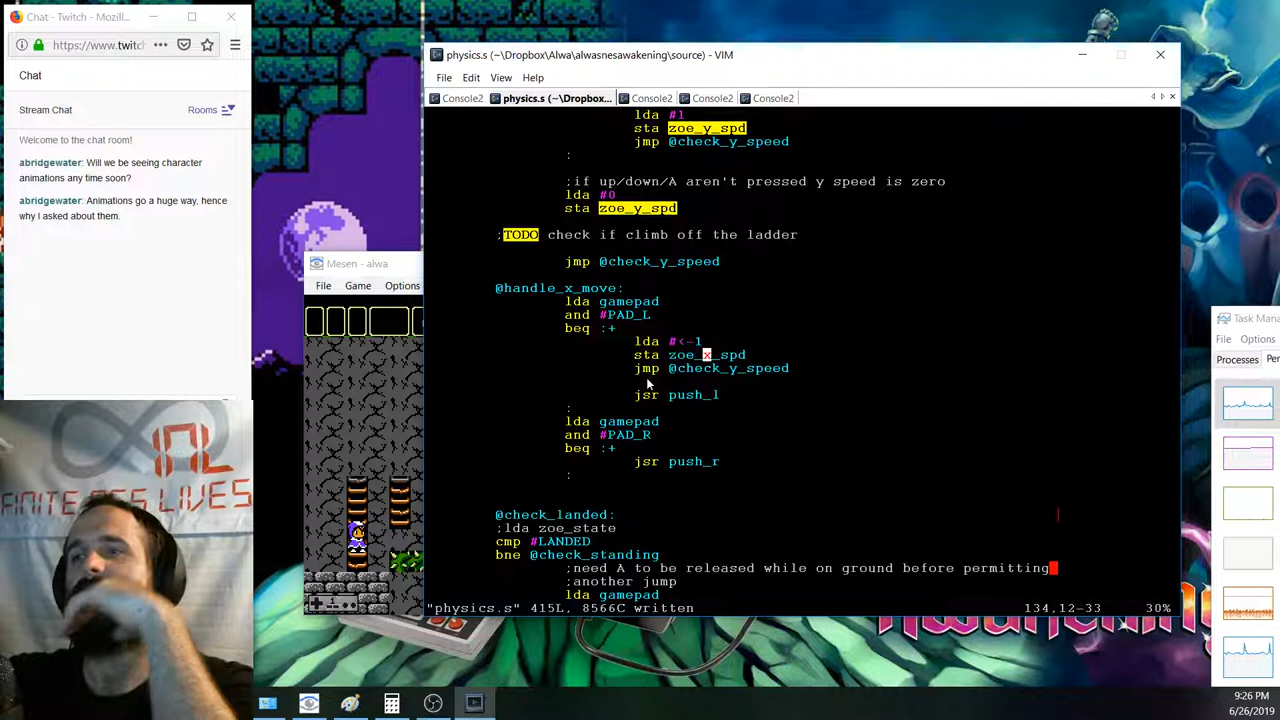 Chat - Twitch - Mozill...
https://www.twitch
Chat
Stream Chat
Rooms
Welcome to the chat room!
abridgewater: Will we be seeing character
animations any time soon?
abridgewater: Animations go a huge way, hence
why I asked about them.
Mesen - alwa
File Game Options
physics.s (~\Dropbox\Alwa\alwasnesawakening\source) - VIM
File Edit View Help
Console2 physics.s (~\Dropbox... Console2 Console2 Console2
lda #1
sta zoe_y_spd
jmp @check_y_speed
:
;if up/down/A aren't pressed y speed is zero
lda #0
sta zoe_y_spd
;TODO check if climb off the ladder
jmp @check_y_speed
@handle_x_move:
lda gamepad
and #PAD_L
beq :+
lda #<-1
sta zoe_x_spd
jmp @check_y_speed
jsr push_l
:
lda gamepad
and #PAD_R
beq :+
jsr push_r
:
@check_landed:
;lda zoe_state
cmp #LANDED
bne @check_standing
;need A to be released while on ground before permitting
;another jump
lda gamepad
"physics.s" 415L, 8566C written 134,12-33 30%
Task Mana
File Options
Processes Per
NL
LIVES
9:26 PM
6/26/2019